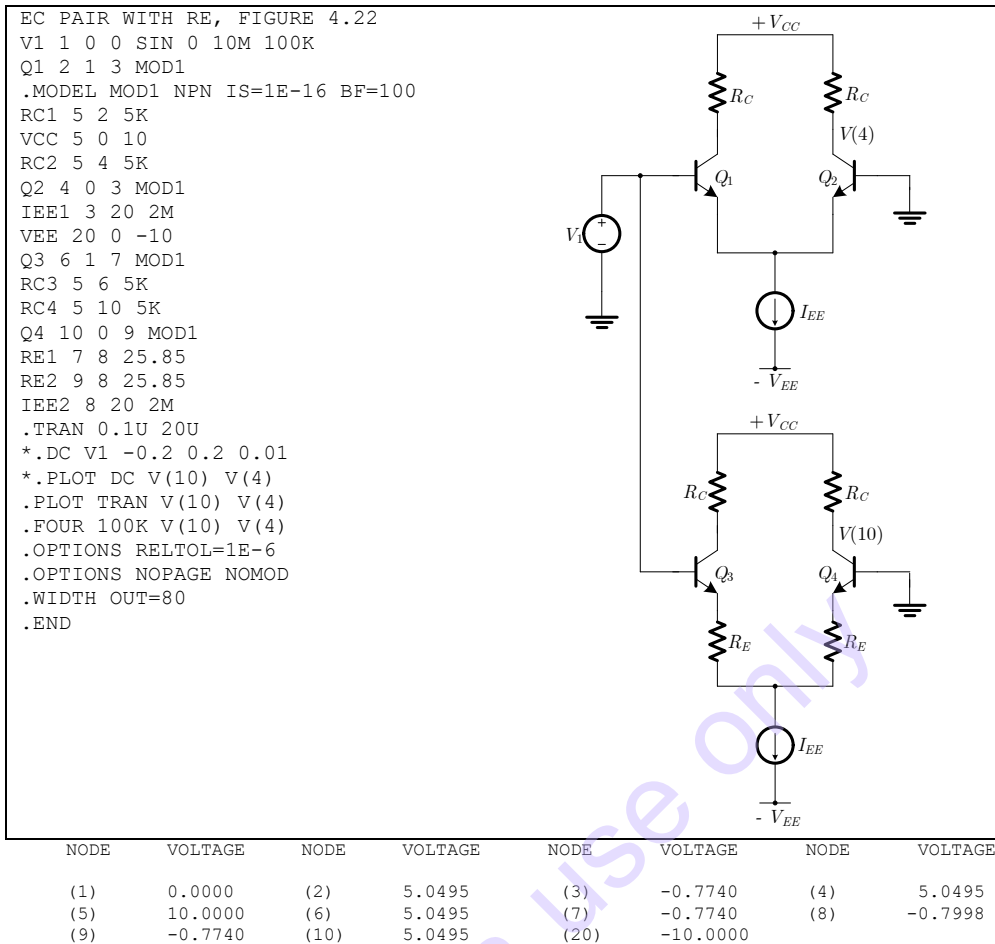 EC PAIR WITH RE, FIGURE 4.22
V1 1 0 0 SIN 0 10M 100K
Q1 2 1 3 MOD1
.MODEL MOD1 NPN IS=1E-16 BF=100
RC1 5 2 5K
VCC 5 0 10
RC2 5 4 5K
Q2 4 0 3 MOD1
IEE1 3 20 2M
VEE 20 0 -10
Q3 6 1 7 MOD1
RC3 5 6 5K
RC4 5 10 5K
Q4 10 0 9 MOD1
RE1 7 8 25.85
RE2 9 8 25.85
IEE2 8 20 2M
.TRAN 0.1U 20U
*.DC V1 -0.2 0.2 0.01
*.PLOT DC V(10) V(4)
.PLOT TRAN V(10) V(4)
.FOUR 100K V(10) V(4)
.OPTIONS RELTOL=1E-6
.OPTIONS NOPAGE NOMOD
.WIDTH OUT=80
.END
+VCC
RC RC
V(4)
Q1 Q2
V1
+
−
IEE
- VEE
+VCC
RC RC
V(10)
Q3 Q4
RE RE
IEE
- VEE
NODE VOLTAGE NODE VOLTAGE NODE VOLTAGE NODE VOLTAGE
(1) 0.0000 (2) 5.0495 (3) -0.7740 (4) 5.0495
(5) 10.0000 (6) 5.0495 (7) -0.7740 (8) -0.7998
(9) -0.7740 (10) 5.0495 (20) -10.0000
use only